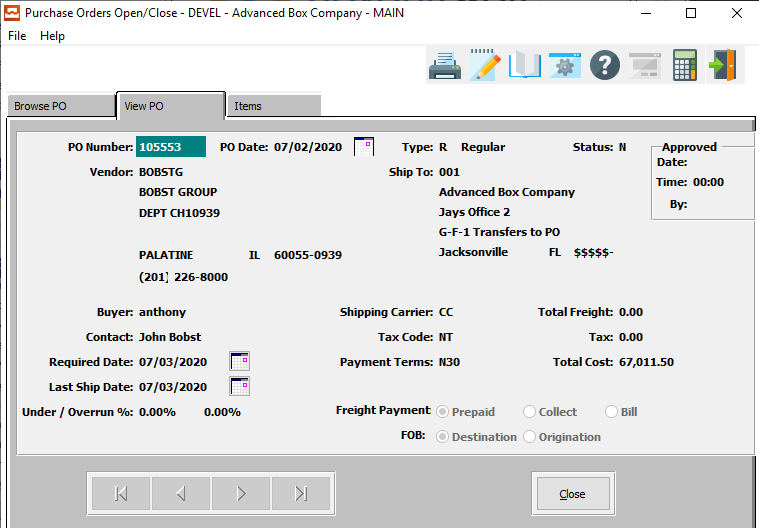 Purchase Orders Open/Close - DEVEL - Advanced Box Company - MAIN
File Help
Browse PO View PO Items
PO Number: 105553 PO Date: 07/02/2020 Type: R Regular Status: N Approved
Date:
Vendor: BOBSTG Ship To: 001
Time: 00:00
BOBST GROUP Advanced Box Company
By:
DEPT CH10939 Jays Office 2
G-F-1 Transfers to PO
PALATINE IL 60055-0939 Jacksonville FL $$$$$-
(201) 226-8000
Buyer: anthony Shipping Carrier: CC Total Freight: 0.00
Contact: John Bobst Tax Code: NT Tax: 0.00
Required Date: 07/03/2020 Payment Terms: N30 Total Cost: 67,011.50
Last Ship Date: 07/03/2020
Under / Overrun %: 0.00% 0.00% Freight Payment Prepaid Collect Bill
FOB: Destination Origination
Close